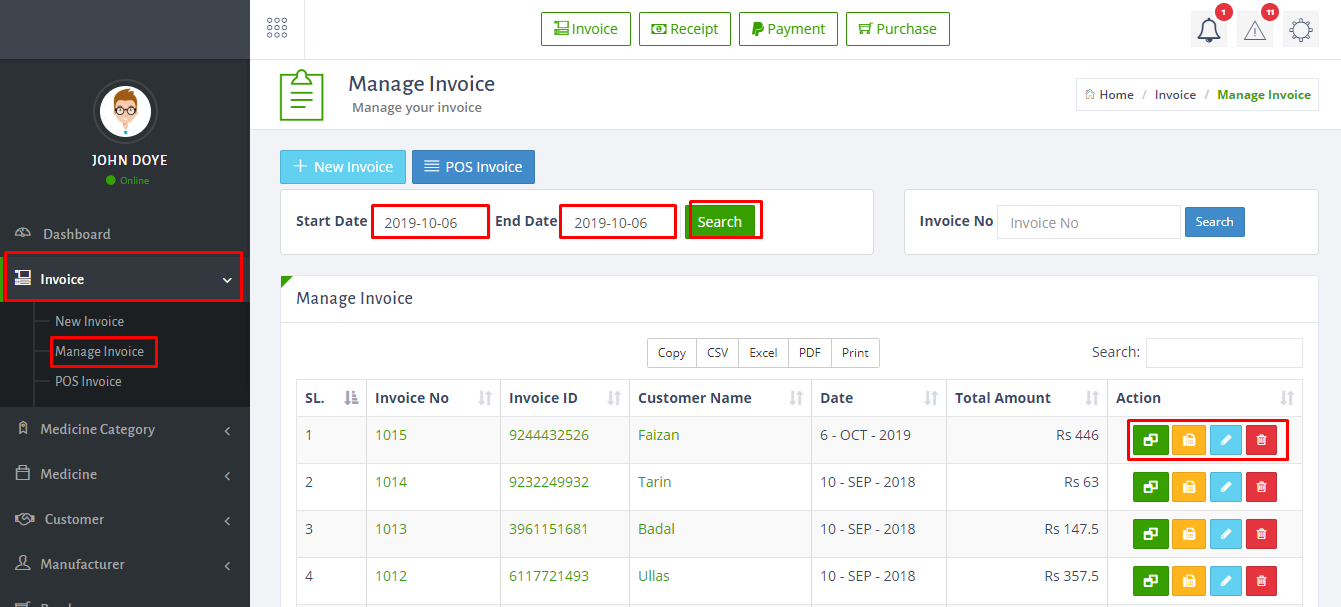 Invoice Receipt Payment Purchase 1 11
JOHN DOYE
Online
Dashboard
Invoice
New Invoice
Manage Invoice
POS Invoice
Medicine Category
Medicine
Customer
Manufacturer
Manage Invoice
Manage your invoice
Home / Invoice / Manage Invoice
New Invoice POS Invoice
Start Date 2019-10-06 End Date 2019-10-06 Search
Invoice No Invoice No Search
Manage Invoice
Copy CSV Excel PDF Print Search:
SL. Invoice No Invoice ID Customer Name Date Total Amount Action
1 1015 9244432526 Faizan 6 - OCT - 2019 Rs 446
2 1014 9232249932 Tarin 10 - SEP - 2018 Rs 63
3 1013 3961151681 Badal 10 - SEP - 2018 Rs 147.5
4 1012 6117721493 Ullas 10 - SEP - 2018 Rs 357.5